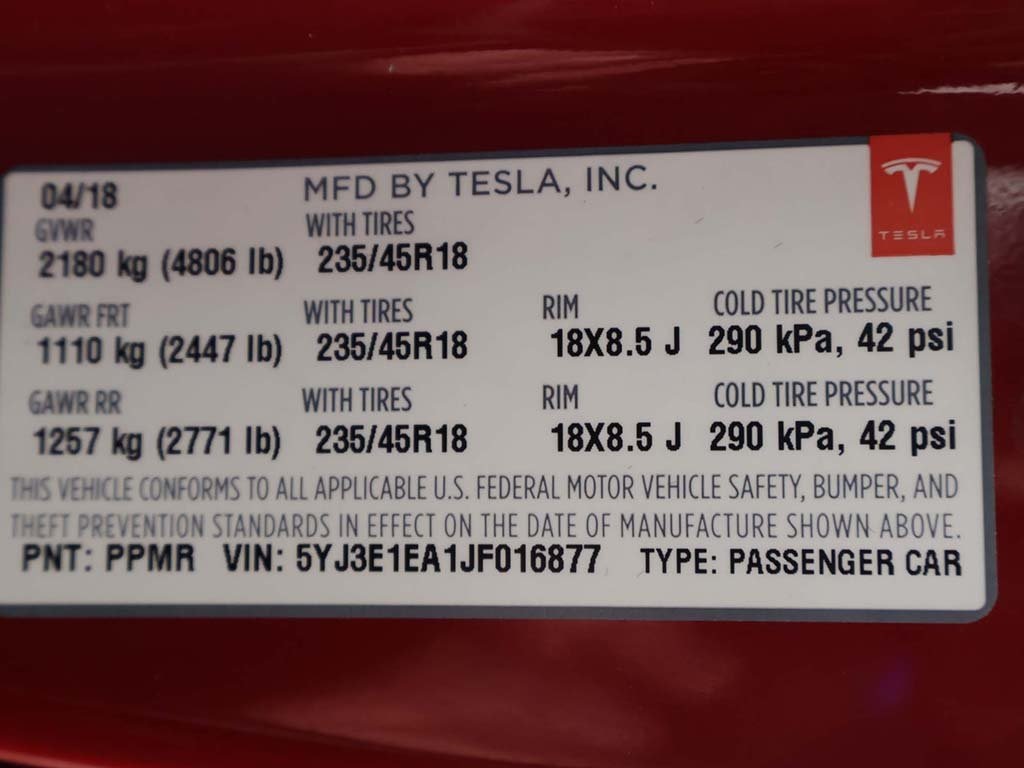 04/18 MFD BY TESLA, INC.
TESLA
GVWR WITH TIRES
2180 kg (4806 lb) 235/45R18
GAWR FRT WITH TIRES RIM COLD TIRE PRESSURE
1110 kg (2447 lb) 235/45R18 18X8.5 J 290 kPa, 42 psi
GAWR RR WITH TIRES RIM COLD TIRE PRESSURE
1257 kg (2771 lb) 235/45R18 18X8.5 J 290 kPa, 42 psi
THIS VEHICLE CONFORMS TO ALL APPLICABLE U.S. FEDERAL MOTOR VEHICLE SAFETY, BUMPER, AND
THEFT PREVENTION STANDARDS IN EFFECT ON THE DATE OF MANUFACTURE SHOWN ABOVE.
PNT: PPMR VIN: 5YJ3E1EA1JF016877 TYPE: PASSENGER CAR